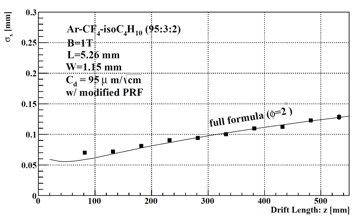 0.3
σx [mm]
Ar-CF4-isoC4H10 (95:3:2)
B=1T
0.25
L=5.26 mm
W=1.15 mm
Cd = 95 μ m/√cm
0.2
w/ modified PRF
0.15
full formula (ϕ=2°)
0.1
0.05
0
0 100 200 300 400 500
Drift Length: z [mm]